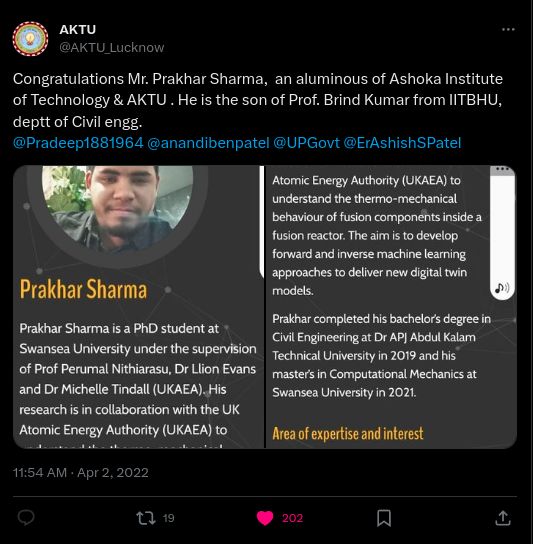 AKTU
@AKTU_Lucknow
Congratulations Mr. Prakhar Sharma,  an aluminous of Ashoka Institute
of Technology & AKTU . He is the son of Prof. Brind Kumar from IITBHU,
deptt of Civil engg.
@Pradeep1881964 @anandibenpatel @UPGovt @ErAshishSPatel
Prakhar Sharma
Prakhar Sharma is a PhD student at
Swansea University under the supervision
of Prof Perumal Nithiarasu, Dr Llion Evans
and Dr Michelle Tindall (UKAEA). His
research is in collaboration with the UK
Atomic Energy Authority (UKAEA) to
understand the thermo-mechanical
Atomic Energy Authority (UKAEA) to
understand the thermo-mechanical
behaviour of fusion components inside a
fusion reactor. The aim is to develop
forward and inverse machine learning
approaches to deliver new digital twin
models.
Prakhar completed his bachelor's degree in
Civil Engineering at Dr APJ Abdul Kalam
Technical University in 2019 and his
master's in Computational Mechanics at
Swansea University in 2021.
Area of expertise and interest
11:54 AM · Apr 2, 2022
19
202